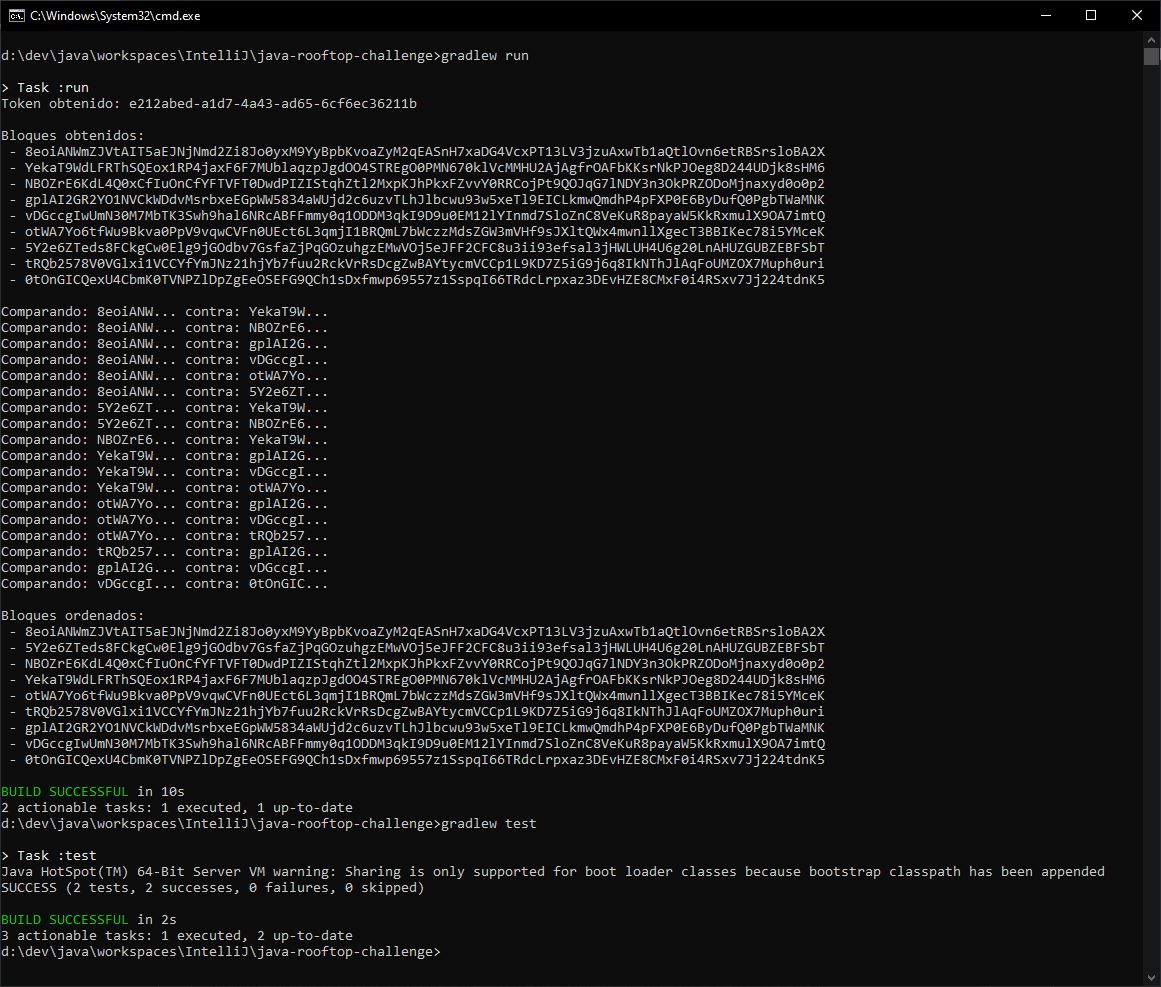 C:\Windows\System32\cmd.exe
d:\dev\java\workspaces\IntelliJ\java-rooftop-challenge>gradlew run
> Task :run
Token obtenido: e212abed-a1d7-4a43-ad65-6cf6ec36211b
Bloques obtenidos:
- 8eoiANWmZJVtAIT5aEJNjNmd2Zi8Jo0yxM9YyBpbKvoaZyM2qEASnH7xaDG4VcxPT13LV3jzuAxwTb1aQtlOvn6etRBSrsloBA2X
- YekaT9WdLFRThSQEox1RP4jaxF6F7MUblaqzpJgdOO4STREgO0PMN670klVcMMHU2AjAgfrOAFbKKsrNkPJOeg8D244UDjk8sHM6
- NBOZrE6KdL4Q0xCfIuOnCfYFTVFT0DwdPIZIStqhZtl2MxpKJhPkxFZvvY0RRCojPt9QOJqG7lNDY3n3OkPRZODoMjnaxyd0o0p2
- gplAI2GR2YO1NVCkWDdvMsrbxeEGpWW5834aWUjd2c6uzvTLhJlbcwu93w5xeTl9EICLkmwQmdhP4pFXP0E6ByDufQ0PgbTWaMNK
- vDGccgIwUmN30M7MbTK3Swh9hal6NRcABFFmmy0q1ODDM3qkI9D9u0EM12lYInmd7SloZnC8VeKuR8payaW5KkRxmulX9OA7imtQ
- otWA7Yo6tfWu9Bkva0PpV9vqwCVFn0UEct6L3qmjI1BRQmL7bWczzMdsZGW3mVHf9sJXltQWx4mwnllXgecT3BBIKec78i5YMceK
- 5Y2e6ZTeds8FCkgCw0Elg9jGOdbv7GsfaZjPqGOzuhgzEMwVOj5eJFF2CFC8u3ii93efsal3jHWLUH4U6g20LnAHUZGUBZEBFSbT
- tRQb2578V0VGlxi1VCCYfYmJNz21hjYb7fuu2RckVrRsDcgZwBAYtycmVCCp1L9KD7Z5iG9j6q8IkNThJlAqFoUMZOX7Muph0uri
- 0tOnGICQexU4CbmK0TVNPZlDpZgEeOSEFG9QCh1sDxfmwp69557z1SspqI66TRdcLrpxaz3DEvHZE8CMxF0i4RSxv7Jj224tdnK5
Comparando: 8eoiANW... contra: YekaT9W...
Comparando: 8eoiANW... contra: NBOZrE6...
Comparando: 8eoiANW... contra: gplAI2G...
Comparando: 8eoiANW... contra: vDGccgI...
Comparando: 8eoiANW... contra: otWA7Yo...
Comparando: 8eoiANW... contra: 5Y2e6ZT...
Comparando: 5Y2e6ZT... contra: YekaT9W...
Comparando: 5Y2e6ZT... contra: NBOZrE6...
Comparando: NBOZrE6... contra: YekaT9W...
Comparando: YekaT9W... contra: gplAI2G...
Comparando: YekaT9W... contra: vDGccgI...
Comparando: YekaT9W... contra: otWA7Yo...
Comparando: otWA7Yo... contra: gplAI2G...
Comparando: otWA7Yo... contra: vDGccgI...
Comparando: otWA7Yo... contra: tRQb257...
Comparando: tRQb257... contra: gplAI2G...
Comparando: gplAI2G... contra: vDGccgI...
Comparando: vDGccgI... contra: 0tOnGIC...
Bloques ordenados:
- 8eoiANWmZJVtAIT5aEJNjNmd2Zi8Jo0yxM9YyBpbKvoaZyM2qEASnH7xaDG4VcxPT13LV3jzuAxwTb1aQtlOvn6etRBSrsloBA2X
- 5Y2e6ZTeds8FCkgCw0Elg9jGOdbv7GsfaZjPqGOzuhgzEMwVOj5eJFF2CFC8u3ii93efsal3jHWLUH4U6g20LnAHUZGUBZEBFSbT
- NBOZrE6KdL4Q0xCfIuOnCfYFTVFT0DwdPIZIStqhZtl2MxpKJhPkxFZvvY0RRCojPt9QOJqG7lNDY3n3OkPRZODoMjnaxyd0o0p2
- YekaT9WdLFRThSQEox1RP4jaxF6F7MUblaqzpJgdOO4STREgO0PMN670klVcMMHU2AjAgfrOAFbKKsrNkPJOeg8D244UDjk8sHM6
- otWA7Yo6tfWu9Bkva0PpV9vqwCVFn0UEct6L3qmjI1BRQmL7bWczzMdsZGW3mVHf9sJXltQWx4mwnllXgecT3BBIKec78i5YMceK
- tRQb2578V0VGlxi1VCCYfYmJNz21hjYb7fuu2RckVrRsDcgZwBAYtycmVCCp1L9KD7Z5iG9j6q8IkNThJlAqFoUMZOX7Muph0uri
- gplAI2GR2YO1NVCkWDdvMsrbxeEGpWW5834aWUjd2c6uzvTLhJlbcwu93w5xeTl9EICLkmwQmdhP4pFXP0E6ByDufQ0PgbTWaMNK
- vDGccgIwUmN30M7MbTK3Swh9hal6NRcABFFmmy0q1ODDM3qkI9D9u0EM12lYInmd7SloZnC8VeKuR8payaW5KkRxmulX9OA7imtQ
- 0tOnGICQexU4CbmK0TVNPZlDpZgEeOSEFG9QCh1sDxfmwp69557z1SspqI66TRdcLrpxaz3DEvHZE8CMxF0i4RSxv7Jj224tdnK5
BUILD SUCCESSFUL in 10s
2 actionable tasks: 1 executed, 1 up-to-date
d:\dev\java\workspaces\IntelliJ\java-rooftop-challenge>gradlew test
> Task :test
Java HotSpot(TM) 64-Bit Server VM warning: Sharing is only supported for boot loader classes because bootstrap classpath has been appended
SUCCESS (2 tests, 2 successes, 0 failures, 0 skipped)
BUILD SUCCESSFUL in 2s
3 actionable tasks: 1 executed, 2 up-to-date
d:\dev\java\workspaces\IntelliJ\java-rooftop-challenge>